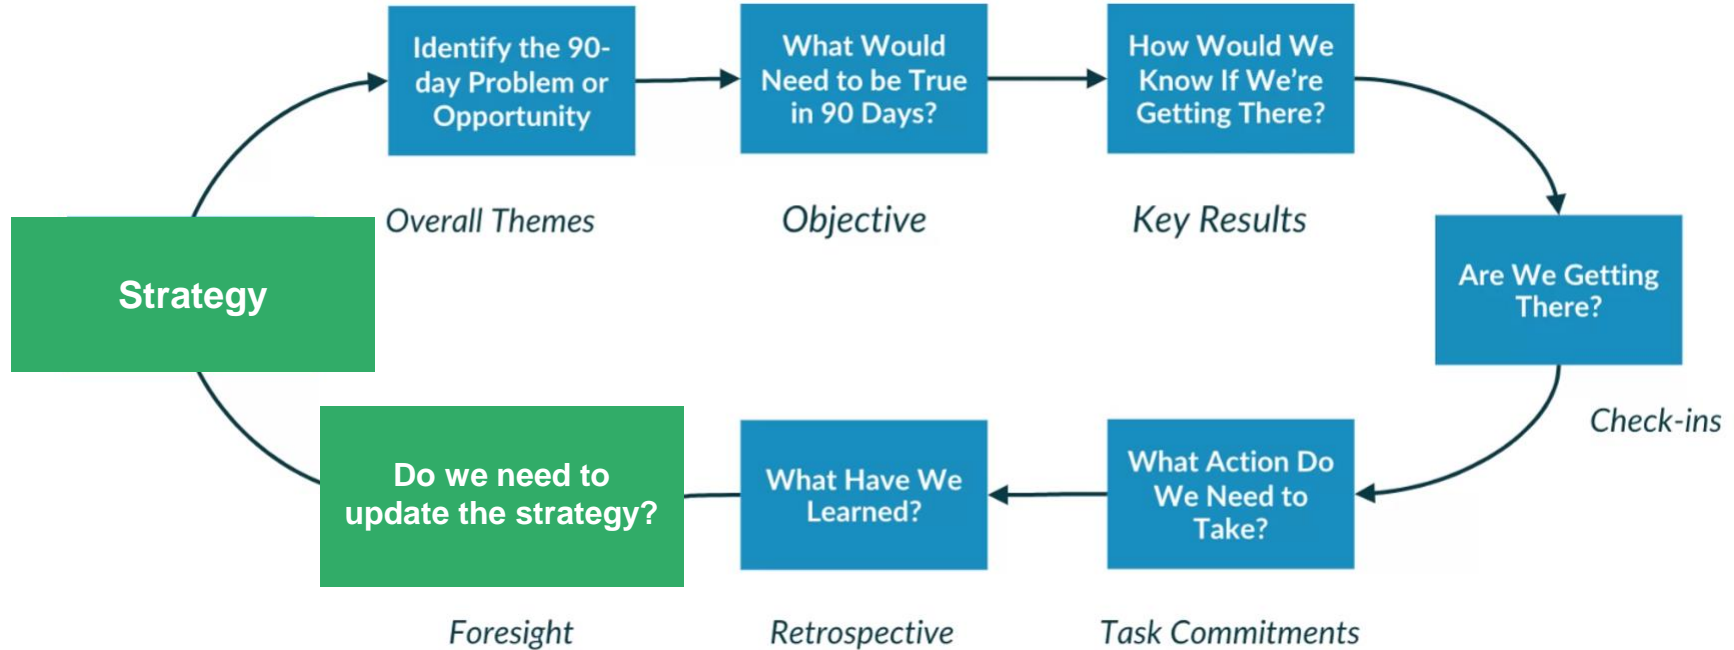 Identify the 90-
day Problem or
Opportunity
What Would
Need to be True
in 90 Days?
How Would We
Know If We’re
Getting There?
Overall Themes
Objective
Key Results
Strategy
Are We Getting
There?
Check-ins
Do we need to
update the strategy?
What Have We
Learned?
What Action Do
We Need to
Take?
Foresight
Retrospective
Task Commitments